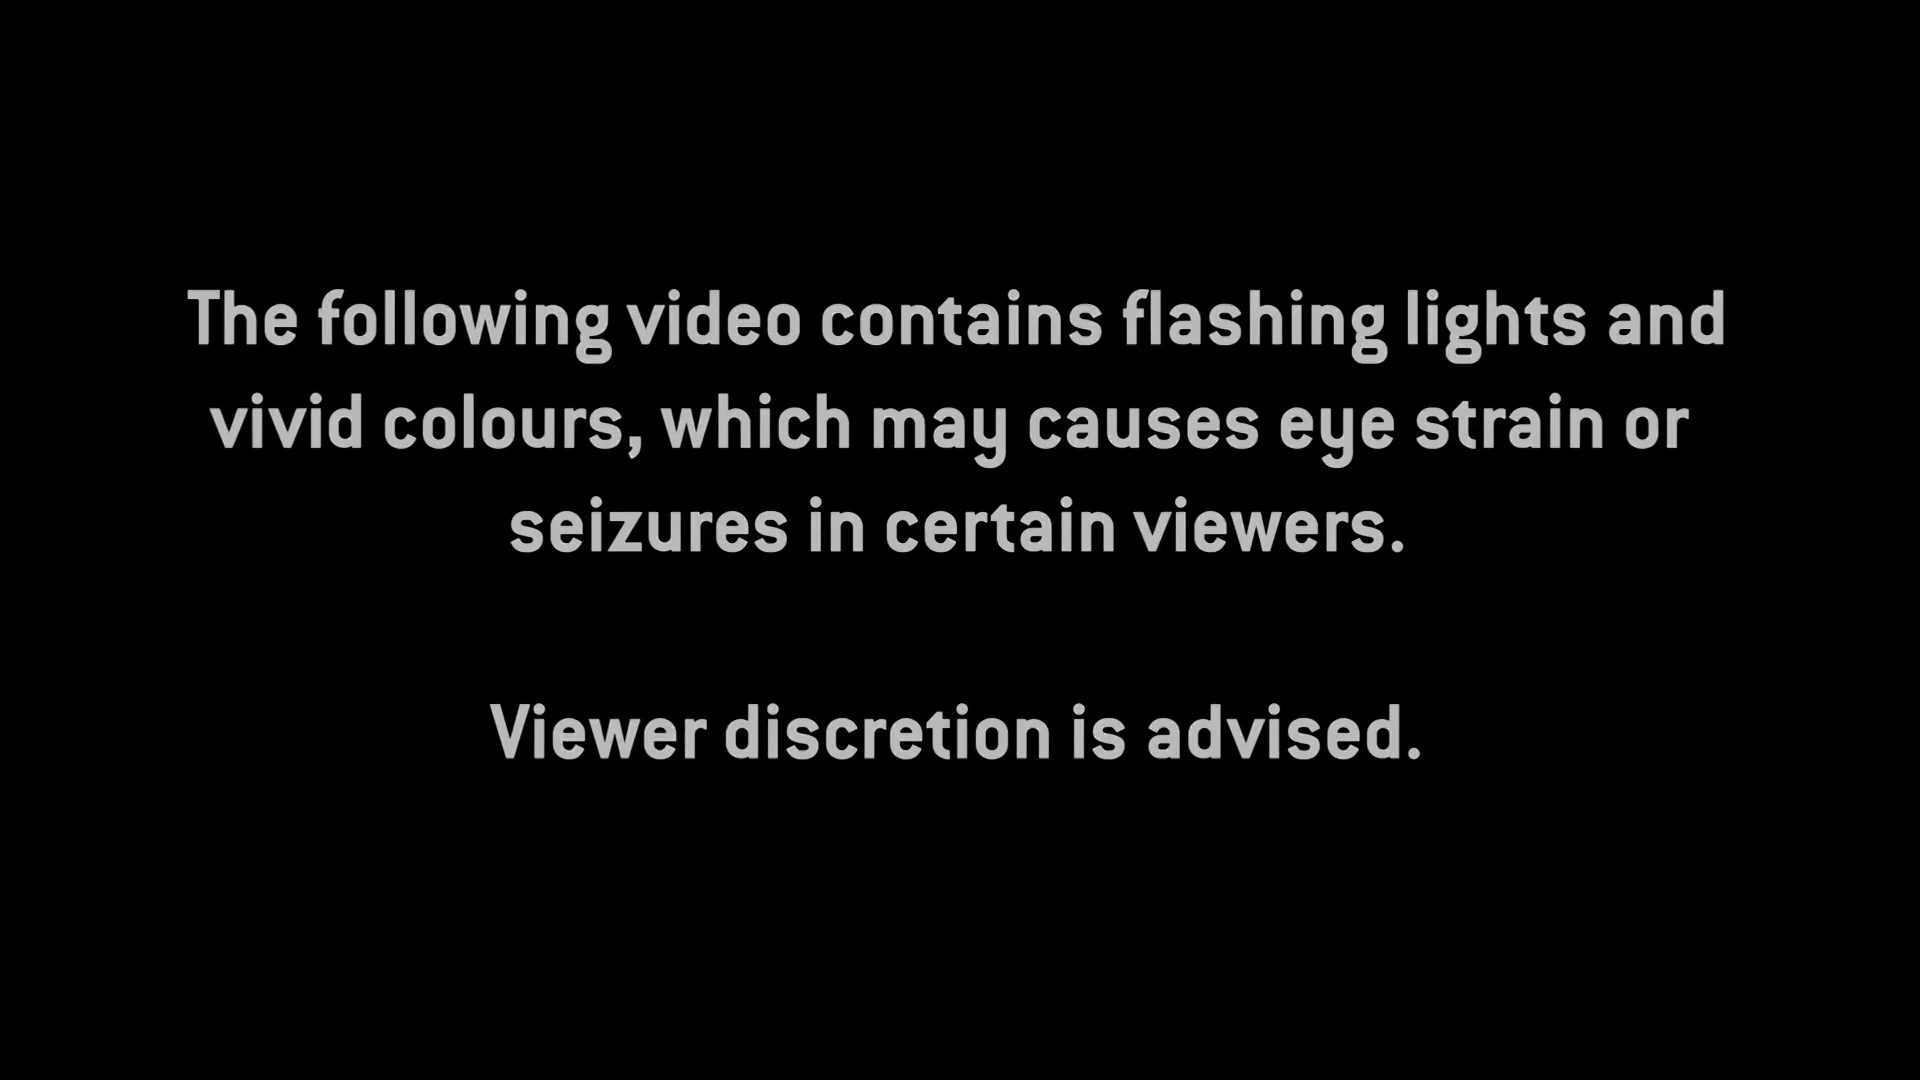 The following video contains flashing lights and
vivid colours, which may causes eye strain or
seizures in certain viewers.
Viewer discretion is advised.